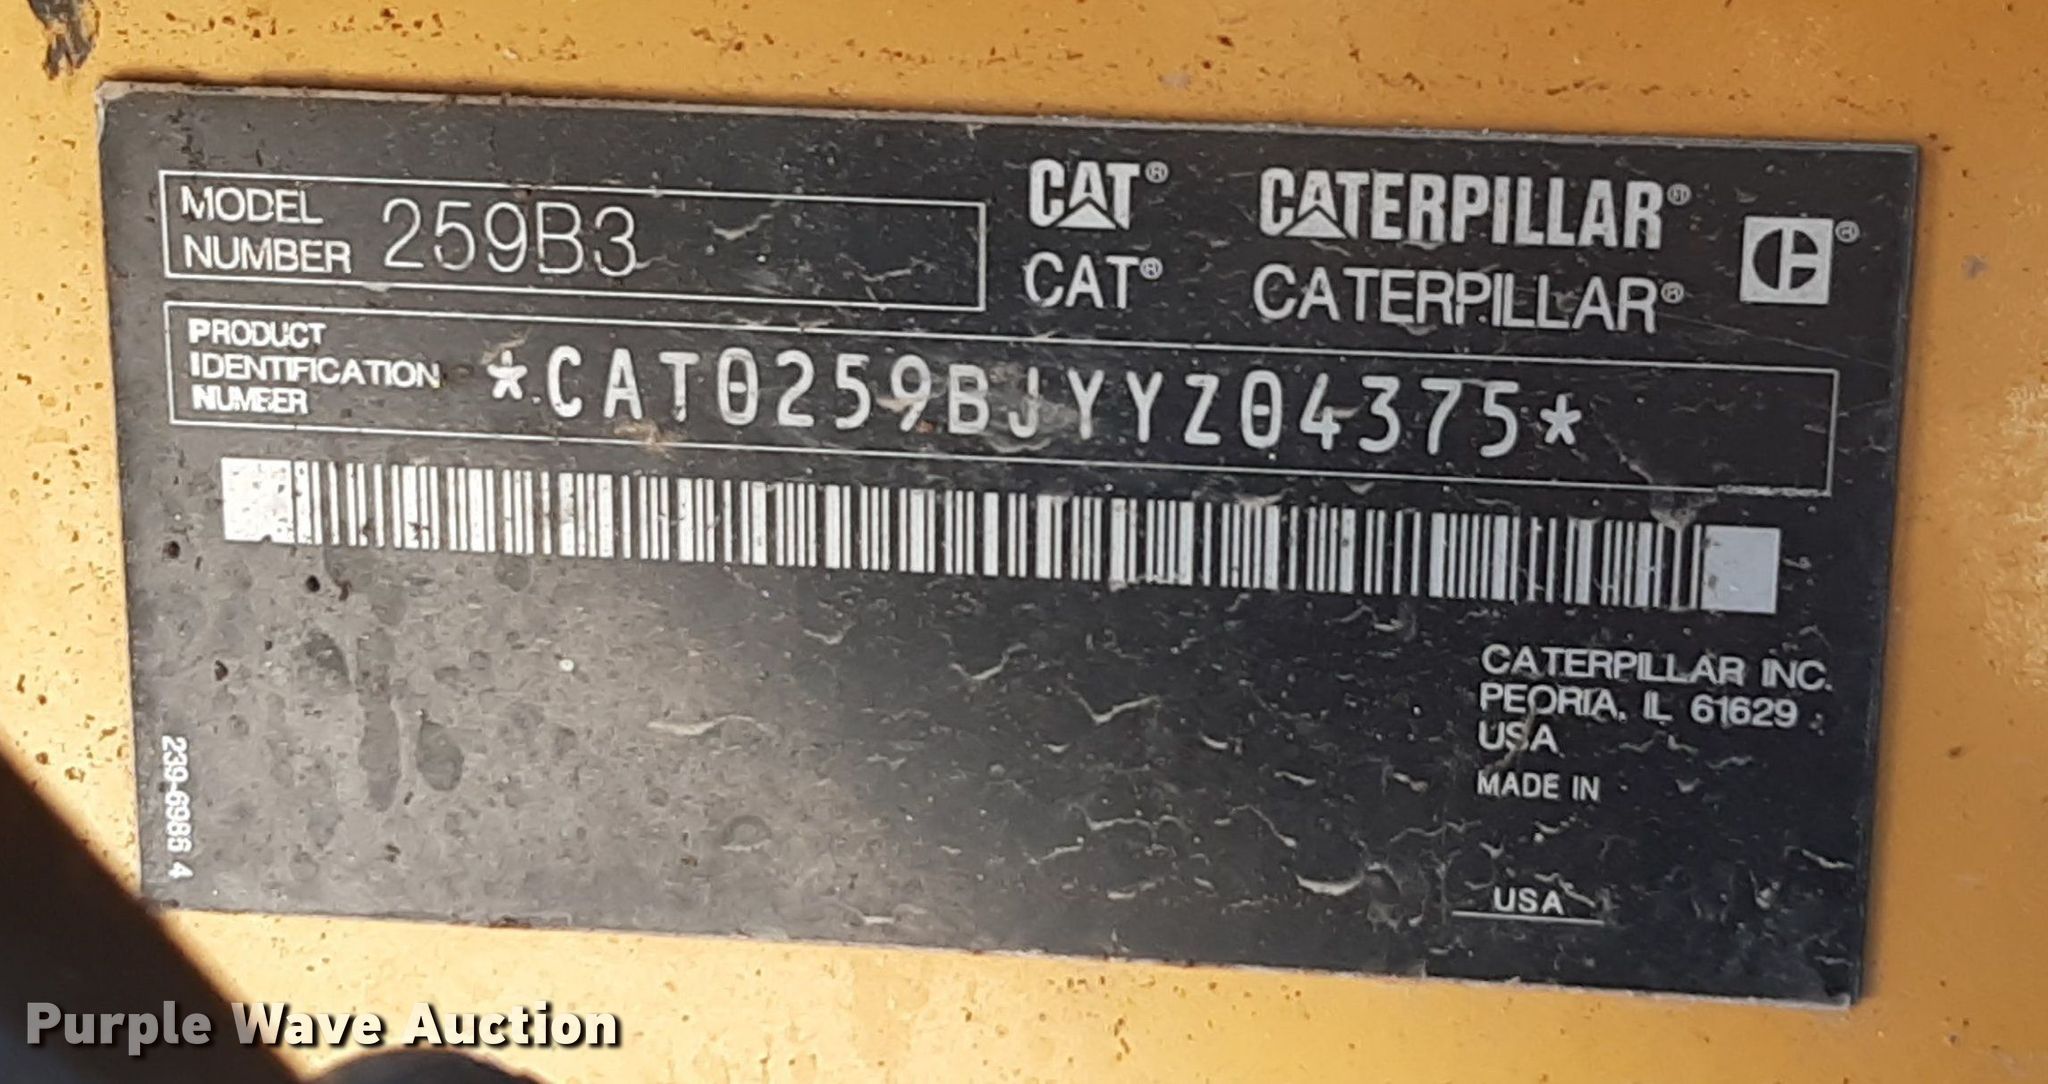 MODEL
NUMBER 259B3
CAT® CATERPILLAR®
CAT® CATERPILLAR®
PRODUCT
IDENTIFICATION
NUMBER
*CAT0259BJYYZ04375*
CATERPILLAR INC.
PEORIA, IL 61629
USA
MADE IN
USA
239-6986 4
Purple Wave Auction